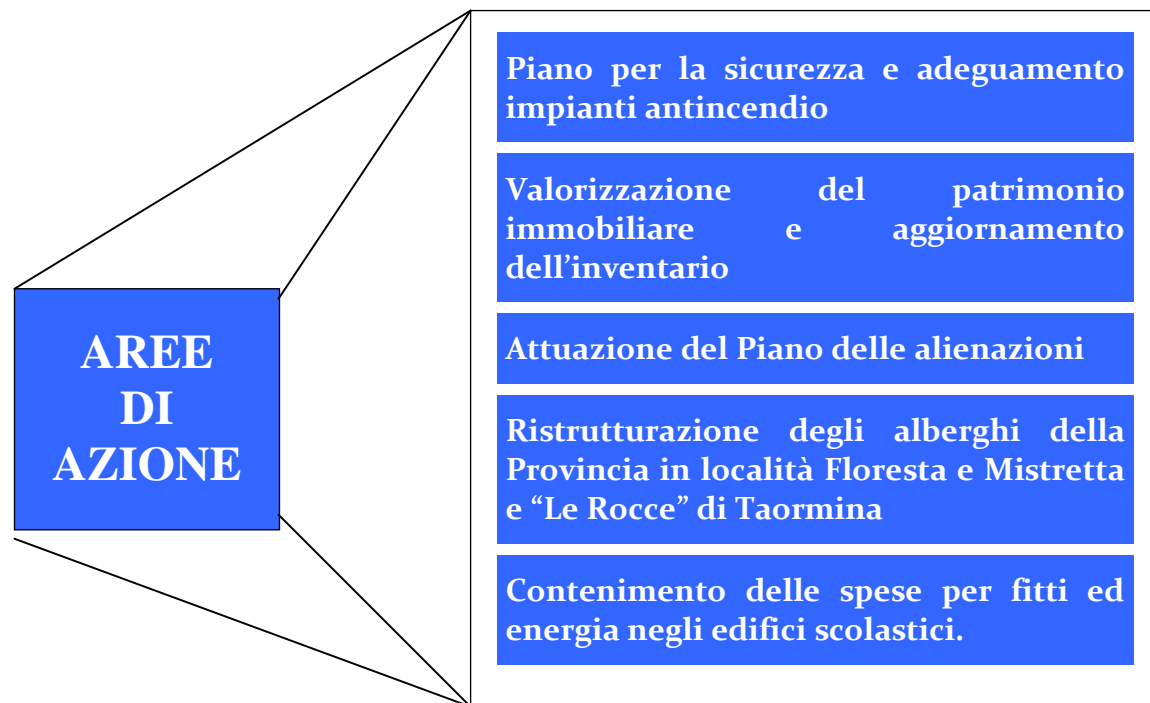 AREE
DI
AZIONE
Piano per la sicurezza e adeguamento
impianti antincendio
Valorizzazione del patrimonio
immobiliare e aggiornamento
dell’inventario
Attuazione del Piano delle alienazioni
Ristrutturazione degli alberghi della
Provincia in località Floresta e Mistretta
e “Le Rocce” di Taormina
Contenimento delle spese per fitti ed
energia negli edifici scolastici.